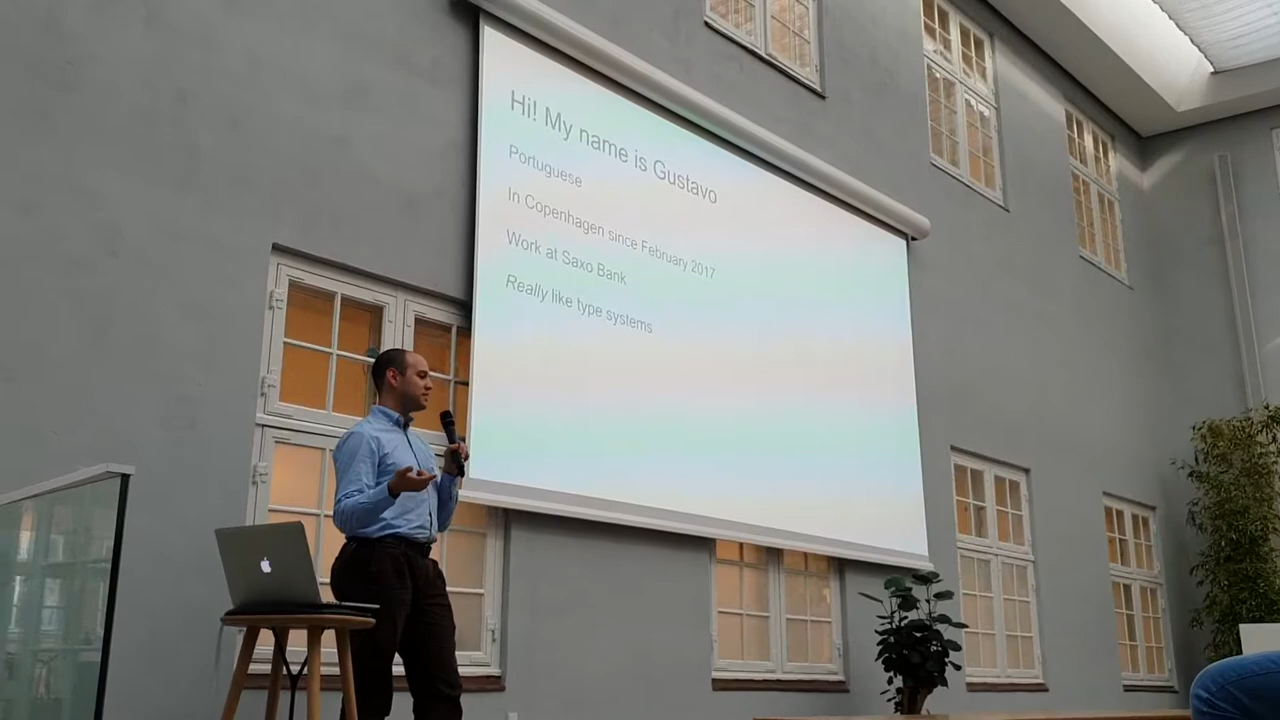 Hi! My name is Gustavo
Portuguese
In Copenhagen since February 2017
Work at Saxo Bank
Really like type systems